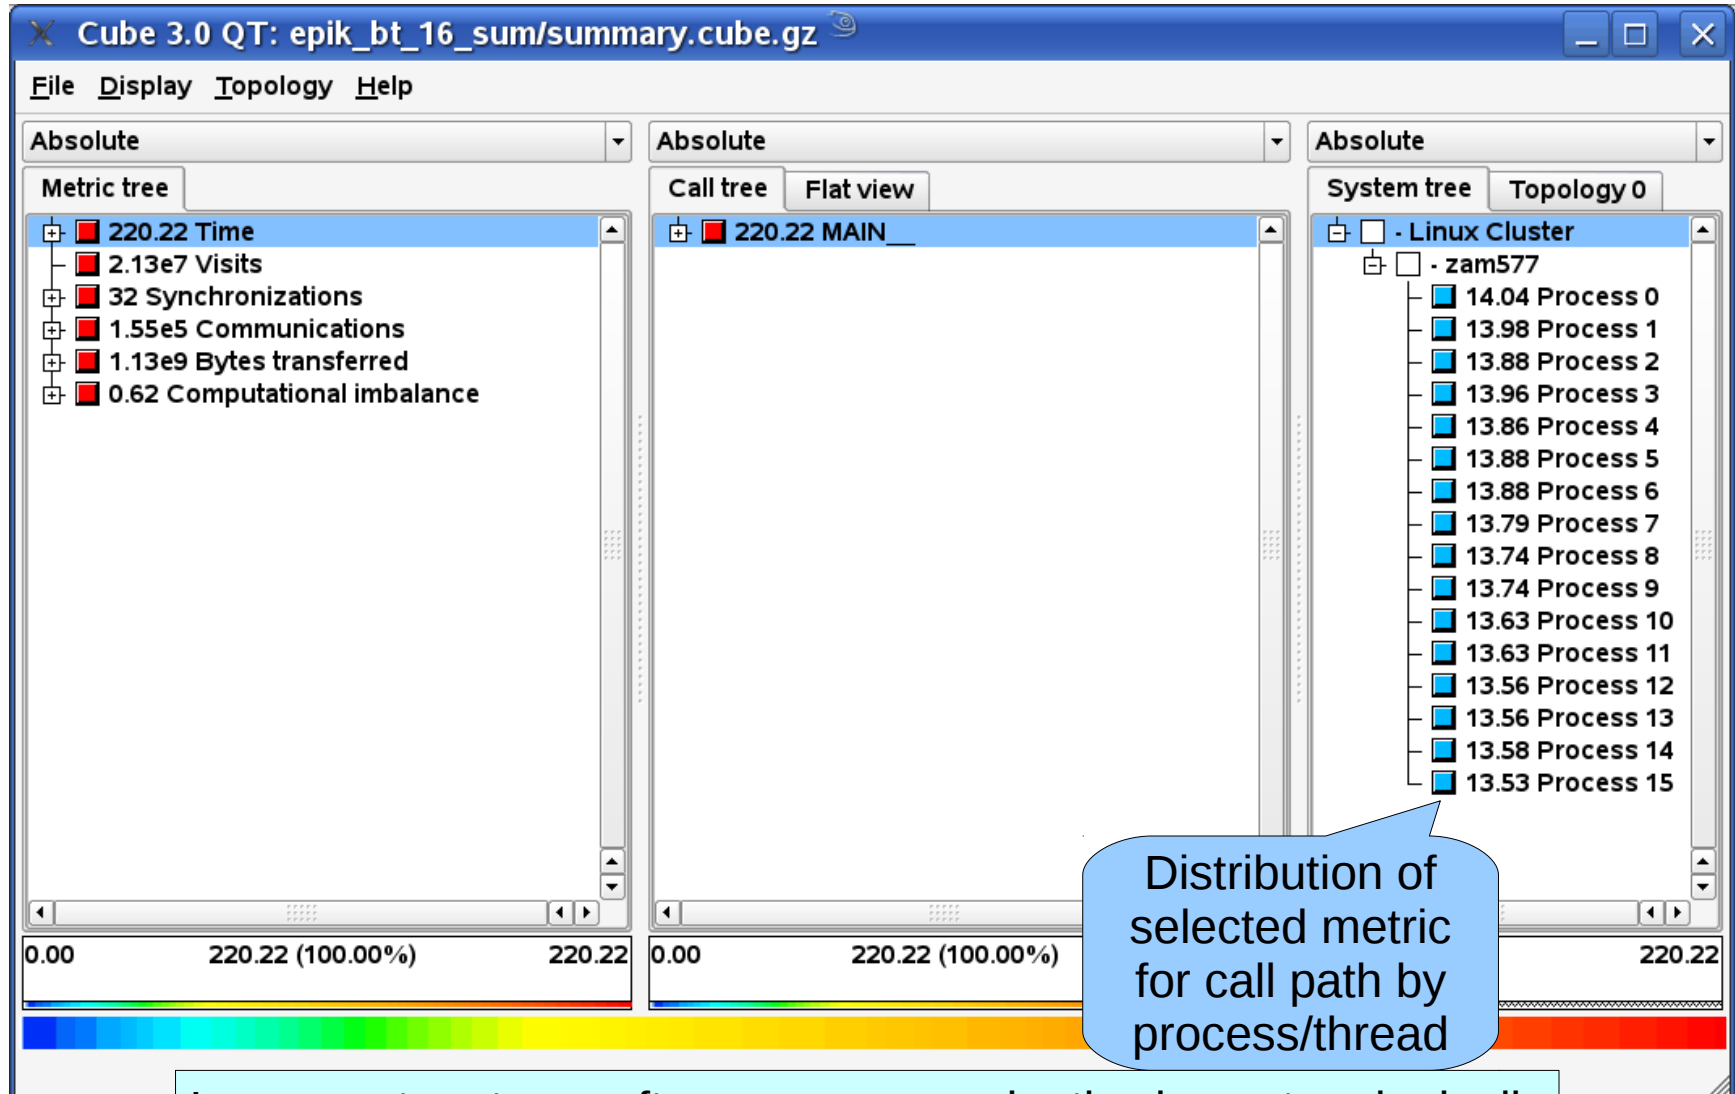 Cube 3.0 QT: epik_bt_16_sum/summary.cube.gz
File Display Topology Help
Absolute
Metric tree
220.22 Time
2.13e7 Visits
32 Synchronizations
1.55e5 Communications
1.13e9 Bytes transferred
0.62 Computational imbalance
0.00 220.22 (100.00%) 220.22
Absolute
Call tree Flat view
220.22 MAIN__
0.00 220.22 (100.00%)
Absolute
System tree Topology 0
- Linux Cluster
- zam577
14.04 Process 0
13.98 Process 1
13.88 Process 2
13.96 Process 3
13.86 Process 4
13.88 Process 5
13.88 Process 6
13.79 Process 7
13.74 Process 8
13.74 Process 9
13.63 Process 10
13.63 Process 11
13.56 Process 12
13.56 Process 13
13.58 Process 14
13.53 Process 15
220.22
Distribution of
selected metric
for call path by
process/thread